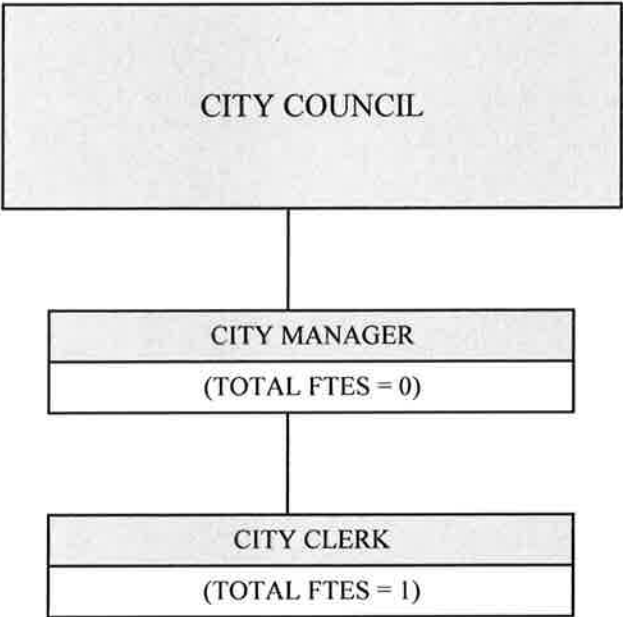 CITY COUNCIL
CITY MANAGER
(TOTAL FTES = 0)
CITY CLERK
(TOTAL FTES = 1)